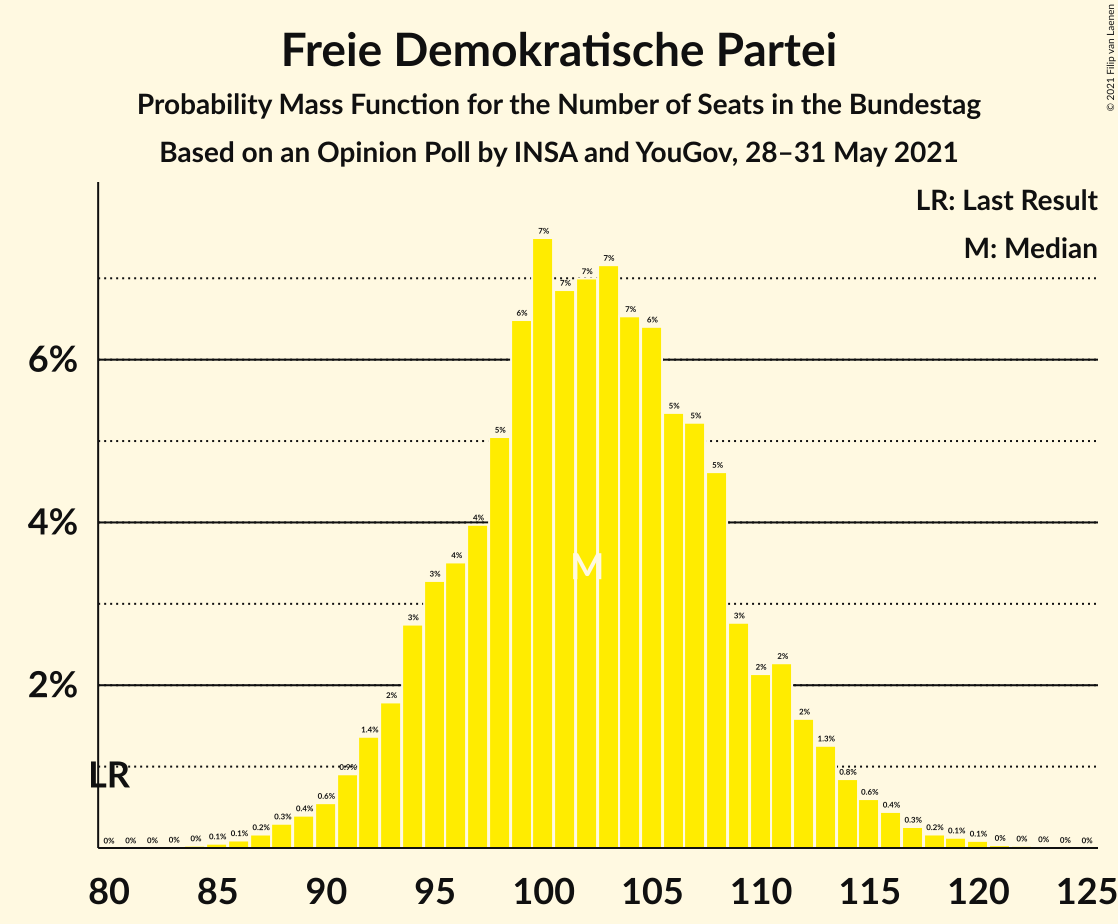 Freie Demokratische Partei
Probability Mass Function for the Number of Seats in the Bundestag
Based on an Opinion Poll by INSA and YouGov, 28–31 May 2021
© 2021 Filip van Laenen
LR: Last Result
M: Median
6%
4%
2%
LR
M
0% 0% 0% 0% 0% 0.1% 0.1% 0.2% 0.3% 0.4% 0.6% 0.9% 1.4% 2% 3% 3% 4% 4% 5% 6% 7% 7% 7% 7% 7% 6% 5% 5% 5% 3% 2% 2% 2% 1.3% 0.8% 0.6% 0.4% 0.3% 0.2% 0.1% 0.1% 0% 0% 0% 0% 0%
80 85 90 95 100 105 110 115 120 125